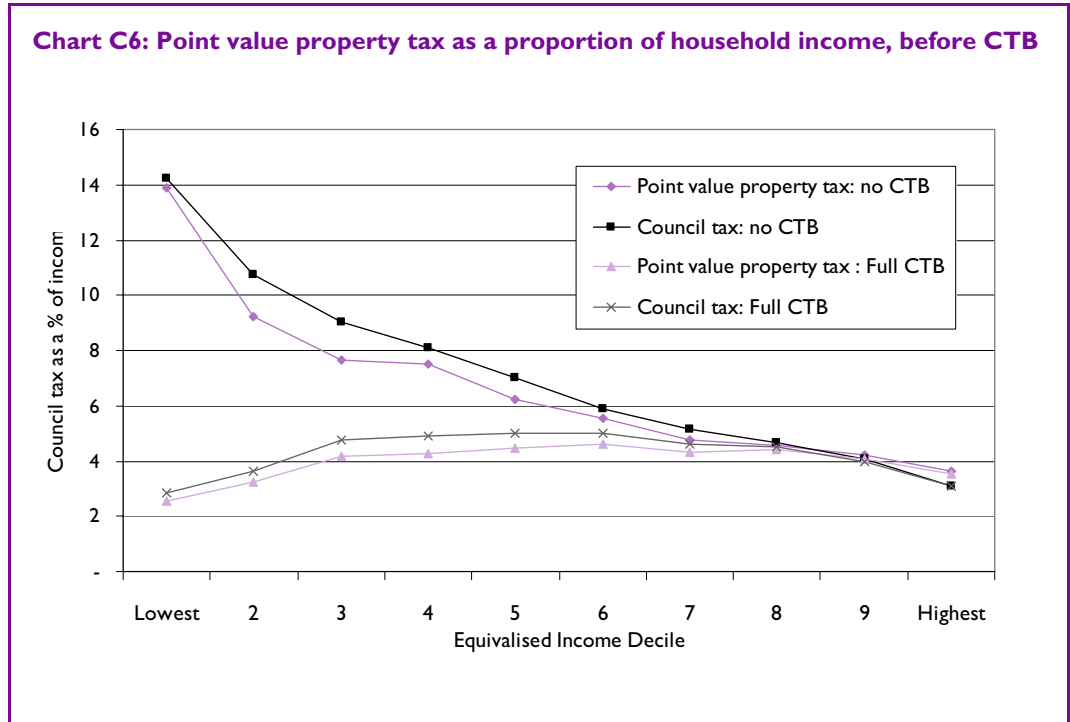 Chart C6: Point value property tax as a proportion of household income, before CTB
16
14
12
10
8
6
4
2
-
Council tax as a % of incom
Point value property tax: no CTB
Council tax: no CTB
Point value property tax : Full CTB
Council tax: Full CTB
Lowest 2 3 4 5 6 7 8 9 Highest
Equivalised Income Decile